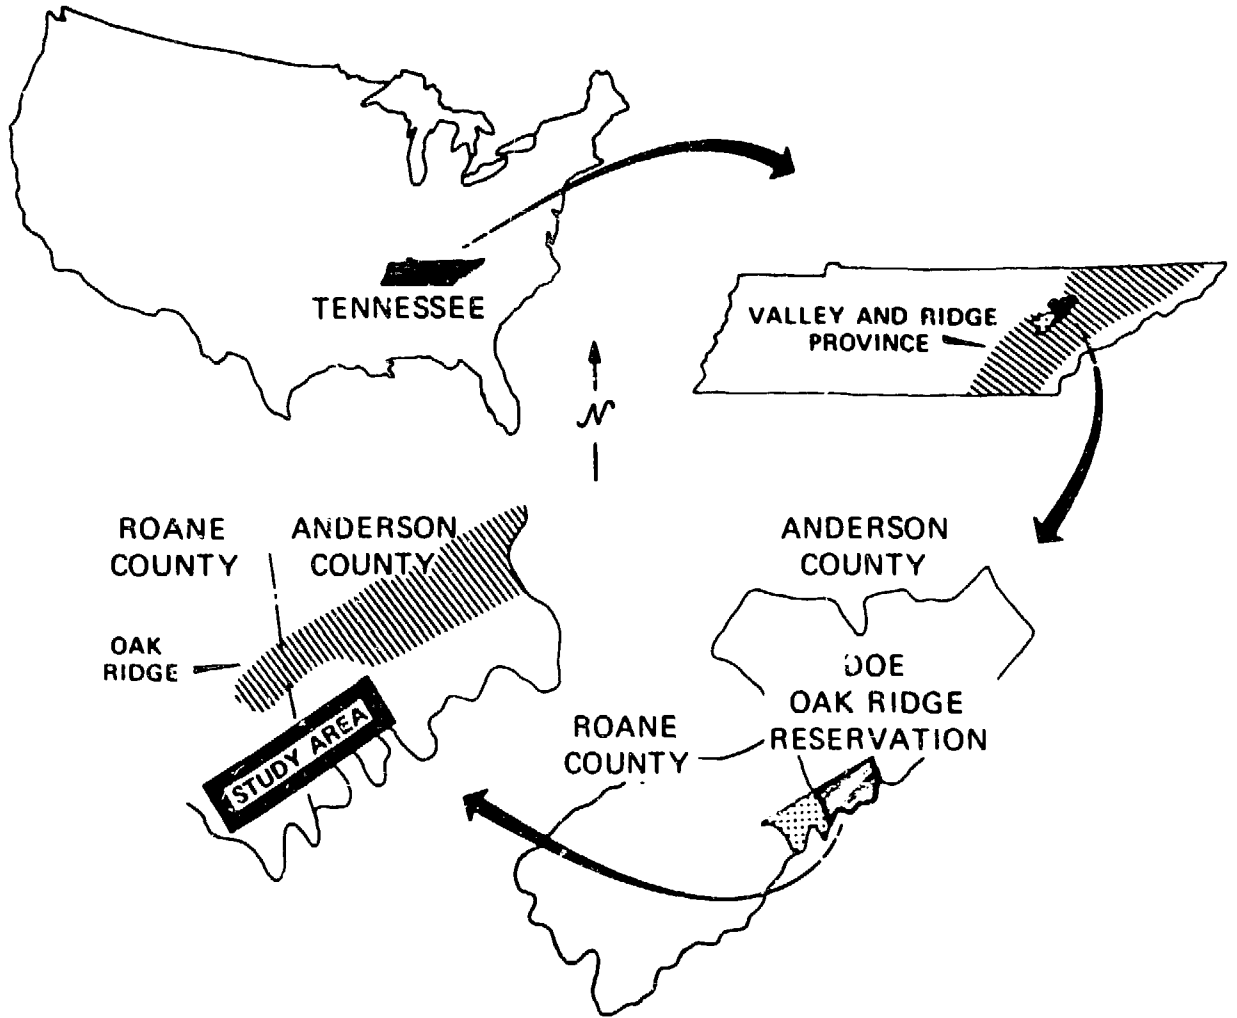 TENNESSEE
VALLEY AND RIDGE
PROVINCE
N
ROANE
COUNTY
ANDERSON
COUNTY
OAK
RIDGE
STUDY AREA
ANDERSON
COUNTY
DOE
OAK RIDGE
RESERVATION
ROANE
COUNTY